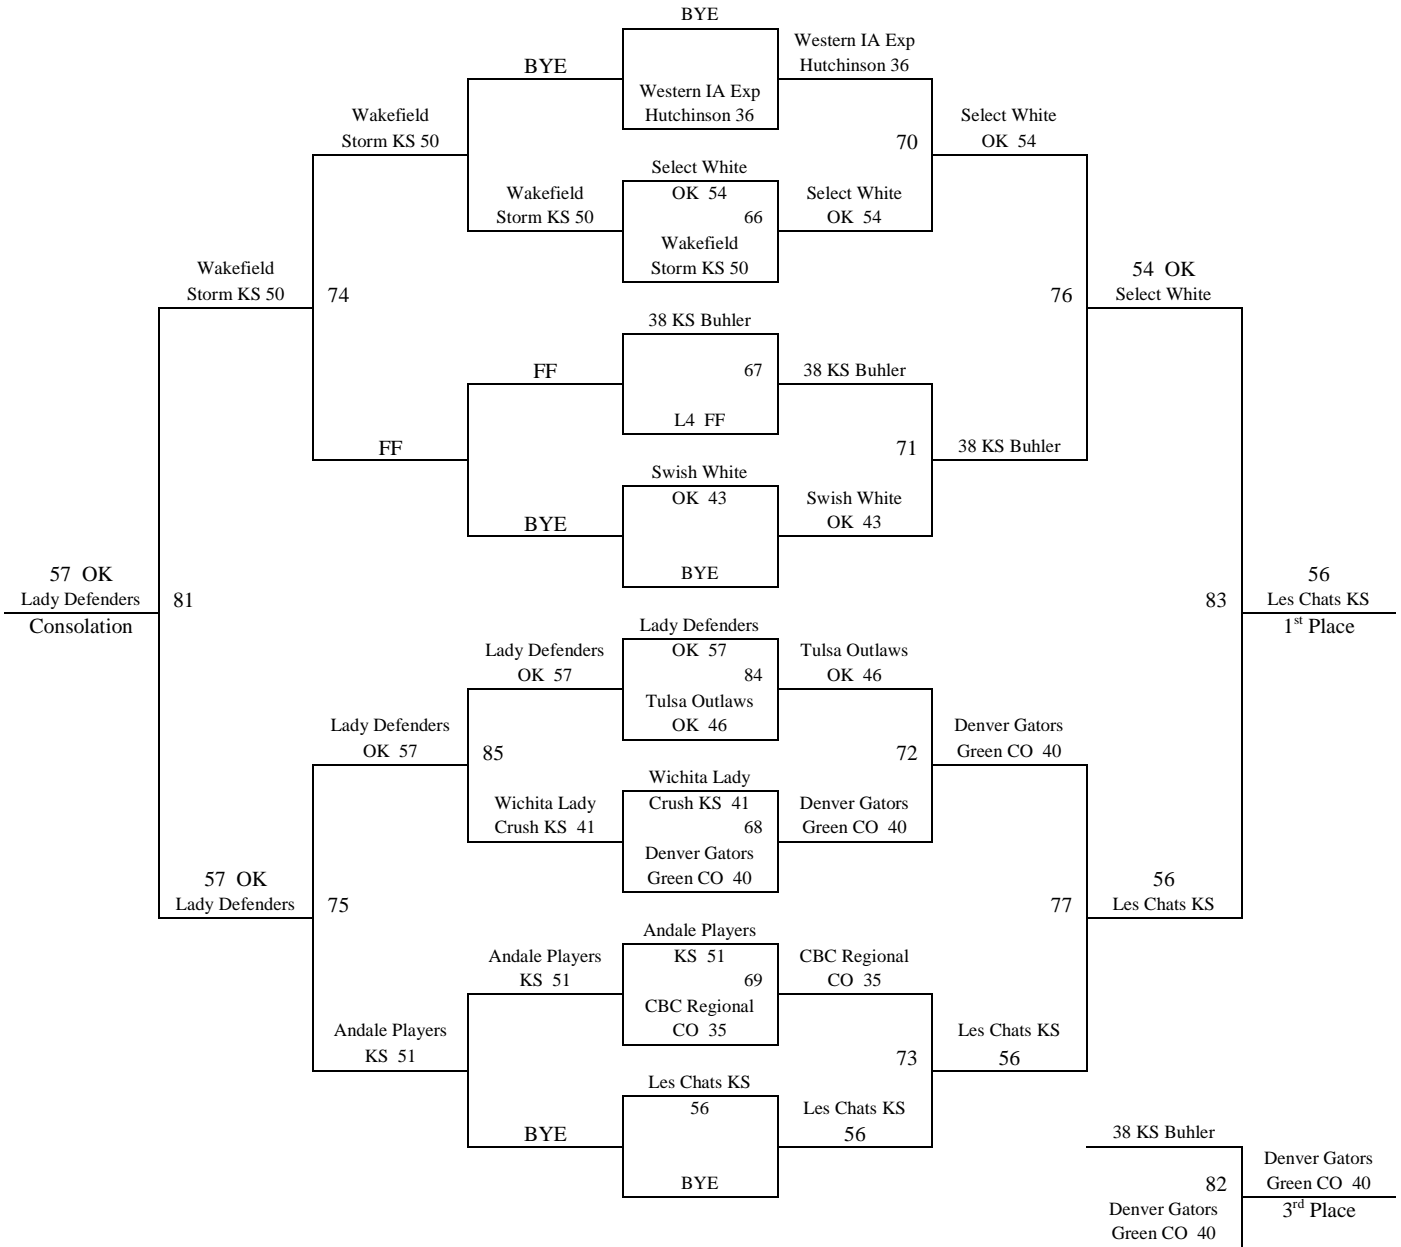 BYE
Western IA Exp
Hutchinson 36
BYE
Western IA Exp
Hutchinson 36
Wakefield
Storm KS 50
70
Select White
OK 54
Select White
OK 54
66
Wakefield
Storm KS 50
Wakefield
Storm KS 50
Select White
OK 54
Wakefield
Storm KS 50
74
76
54 OK
Select White
38 KS Buhler
67
L4 FF
FF
38 KS Buhler
FF
71
38 KS Buhler
Swish White
OK 43
BYE
BYE
Swish White
OK 43
57 OK
Lady Defenders
Consolation
81
83
56
Les Chats KS
1st Place
Lady Defenders
OK 57
84
Tulsa Outlaws
OK 46
Lady Defenders
OK 57
Tulsa Outlaws
OK 46
Lady Defenders
OK 57
85
72
Denver Gators
Green CO 40
Wichita Lady
Crush KS 41
68
Denver Gators
Green CO 40
Wichita Lady
Crush KS 41
Denver Gators
Green CO 40
57 OK
Lady Defenders
75
77
56
Les Chats KS
Andale Players
KS 51
69
CBC Regional
CO 35
Andale Players
KS 51
CBC Regional
CO 35
Andale Players
KS 51
73
Les Chats KS
56
Les Chats KS
56
BYE
BYE
Les Chats KS
56
38 KS Buhler
82
Denver Gators
Green CO 40
Denver Gators
Green CO 40
3rd Place